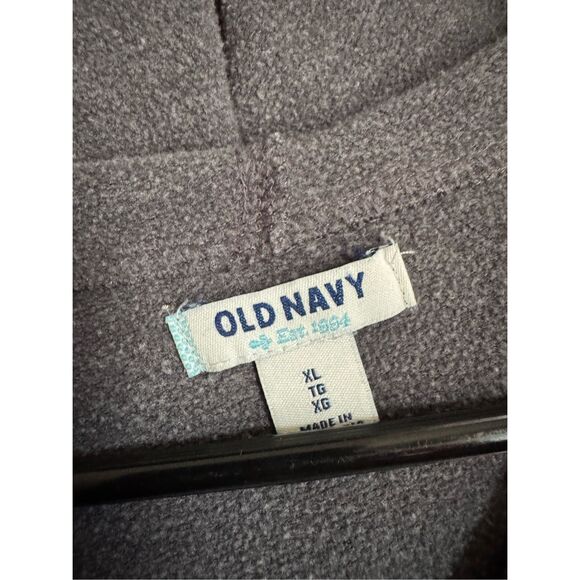 OLD NAVY
Est. 1994
XL
TG
XG
MADE IN